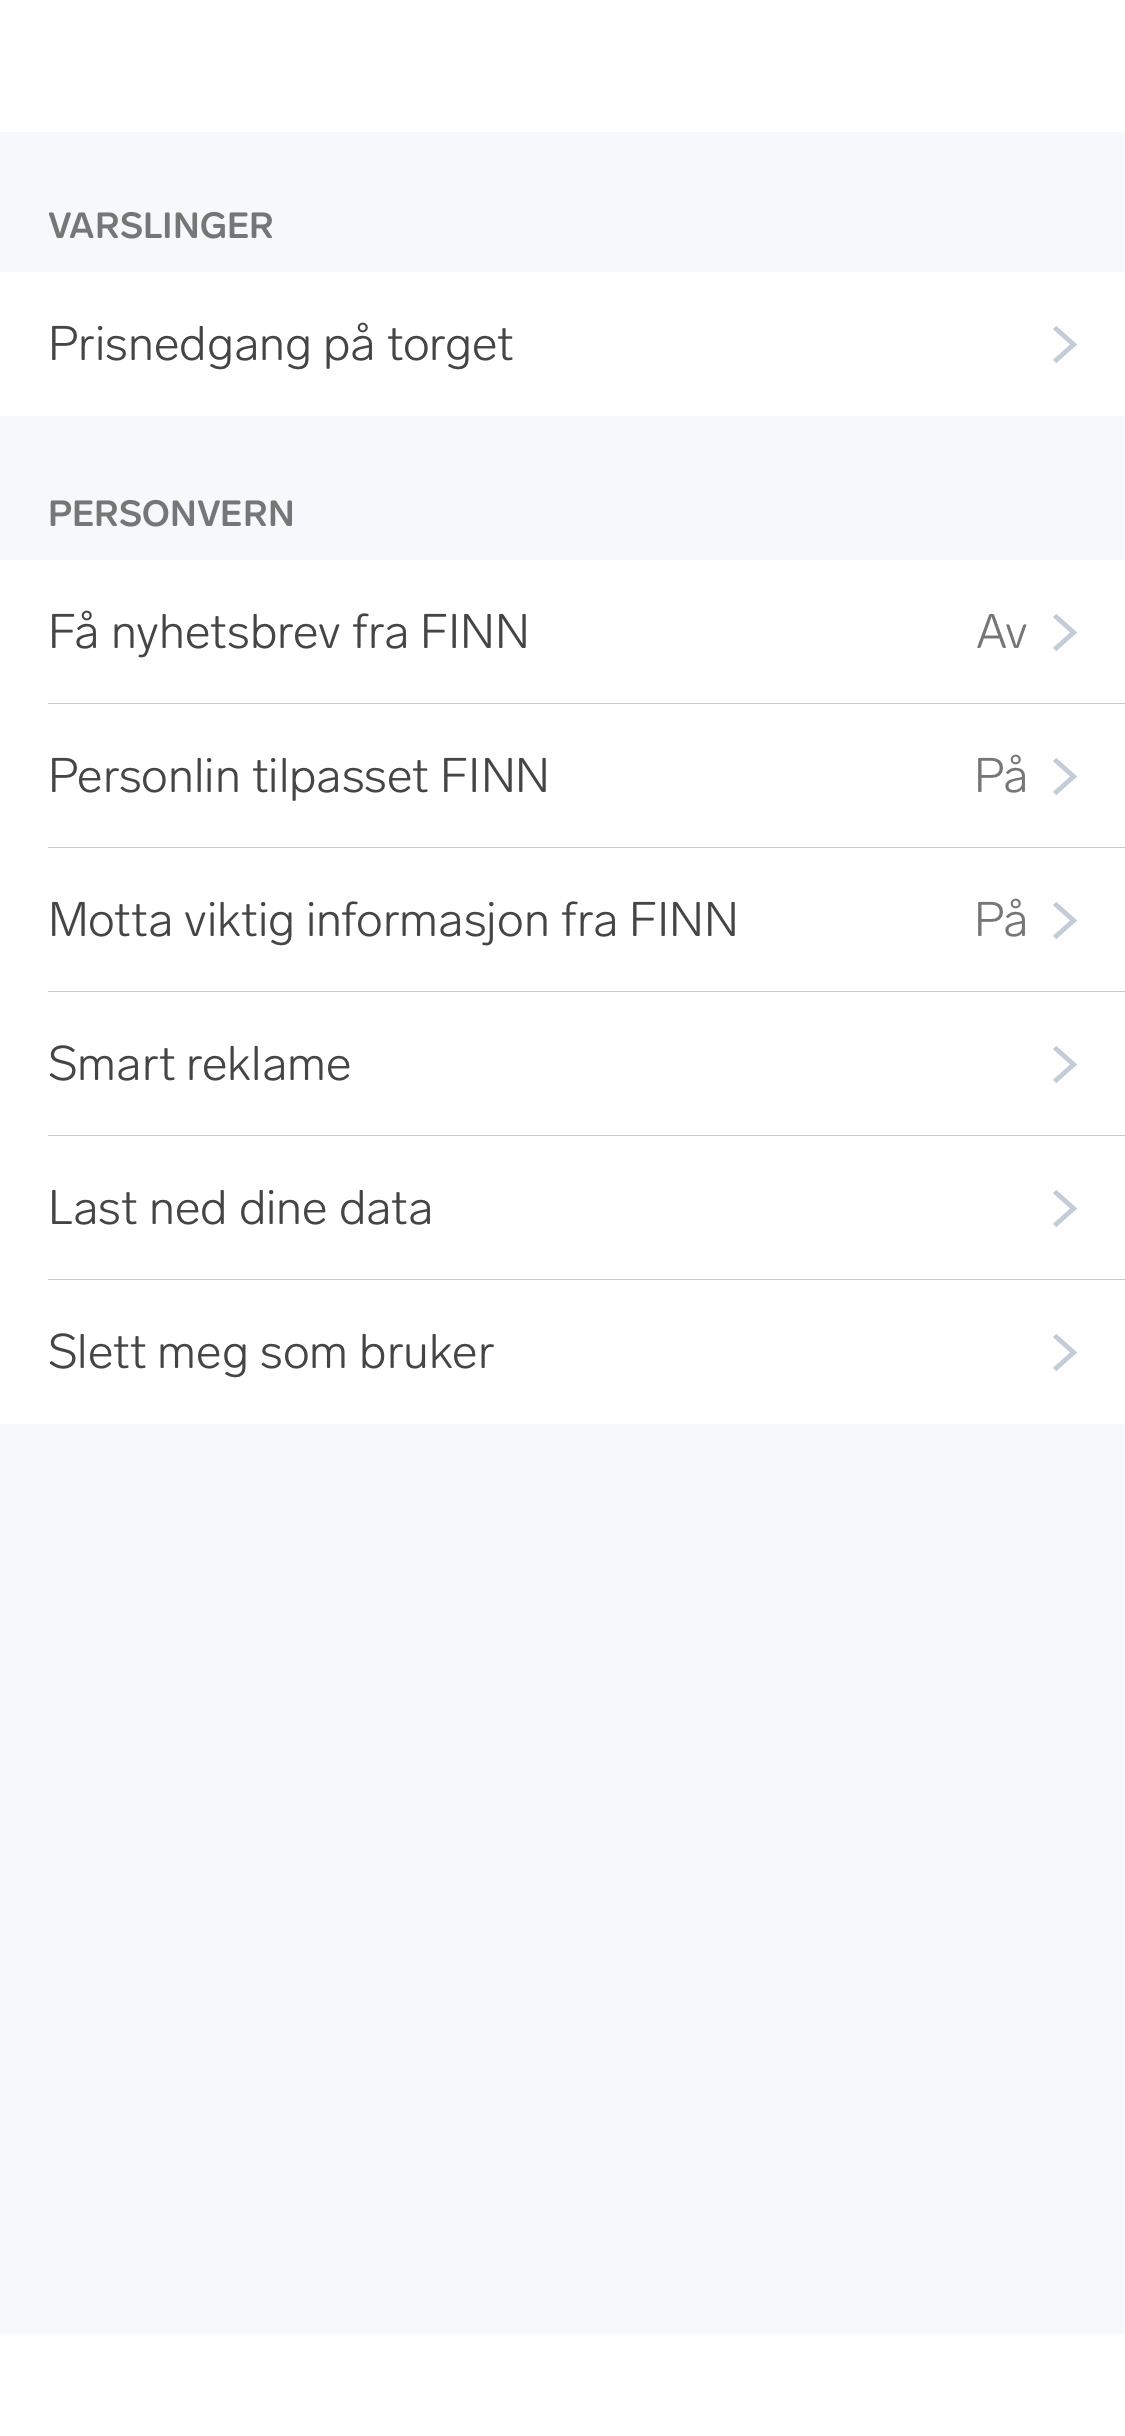 VARSLINGER
Prisnedgang på torget
PERSONVERN
Få nyhetsbrev fra FINN Av
Personlin tilpasset FINN På
Motta viktig informasjon fra FINN På
Smart reklame
Last ned dine data
Slett meg som bruker